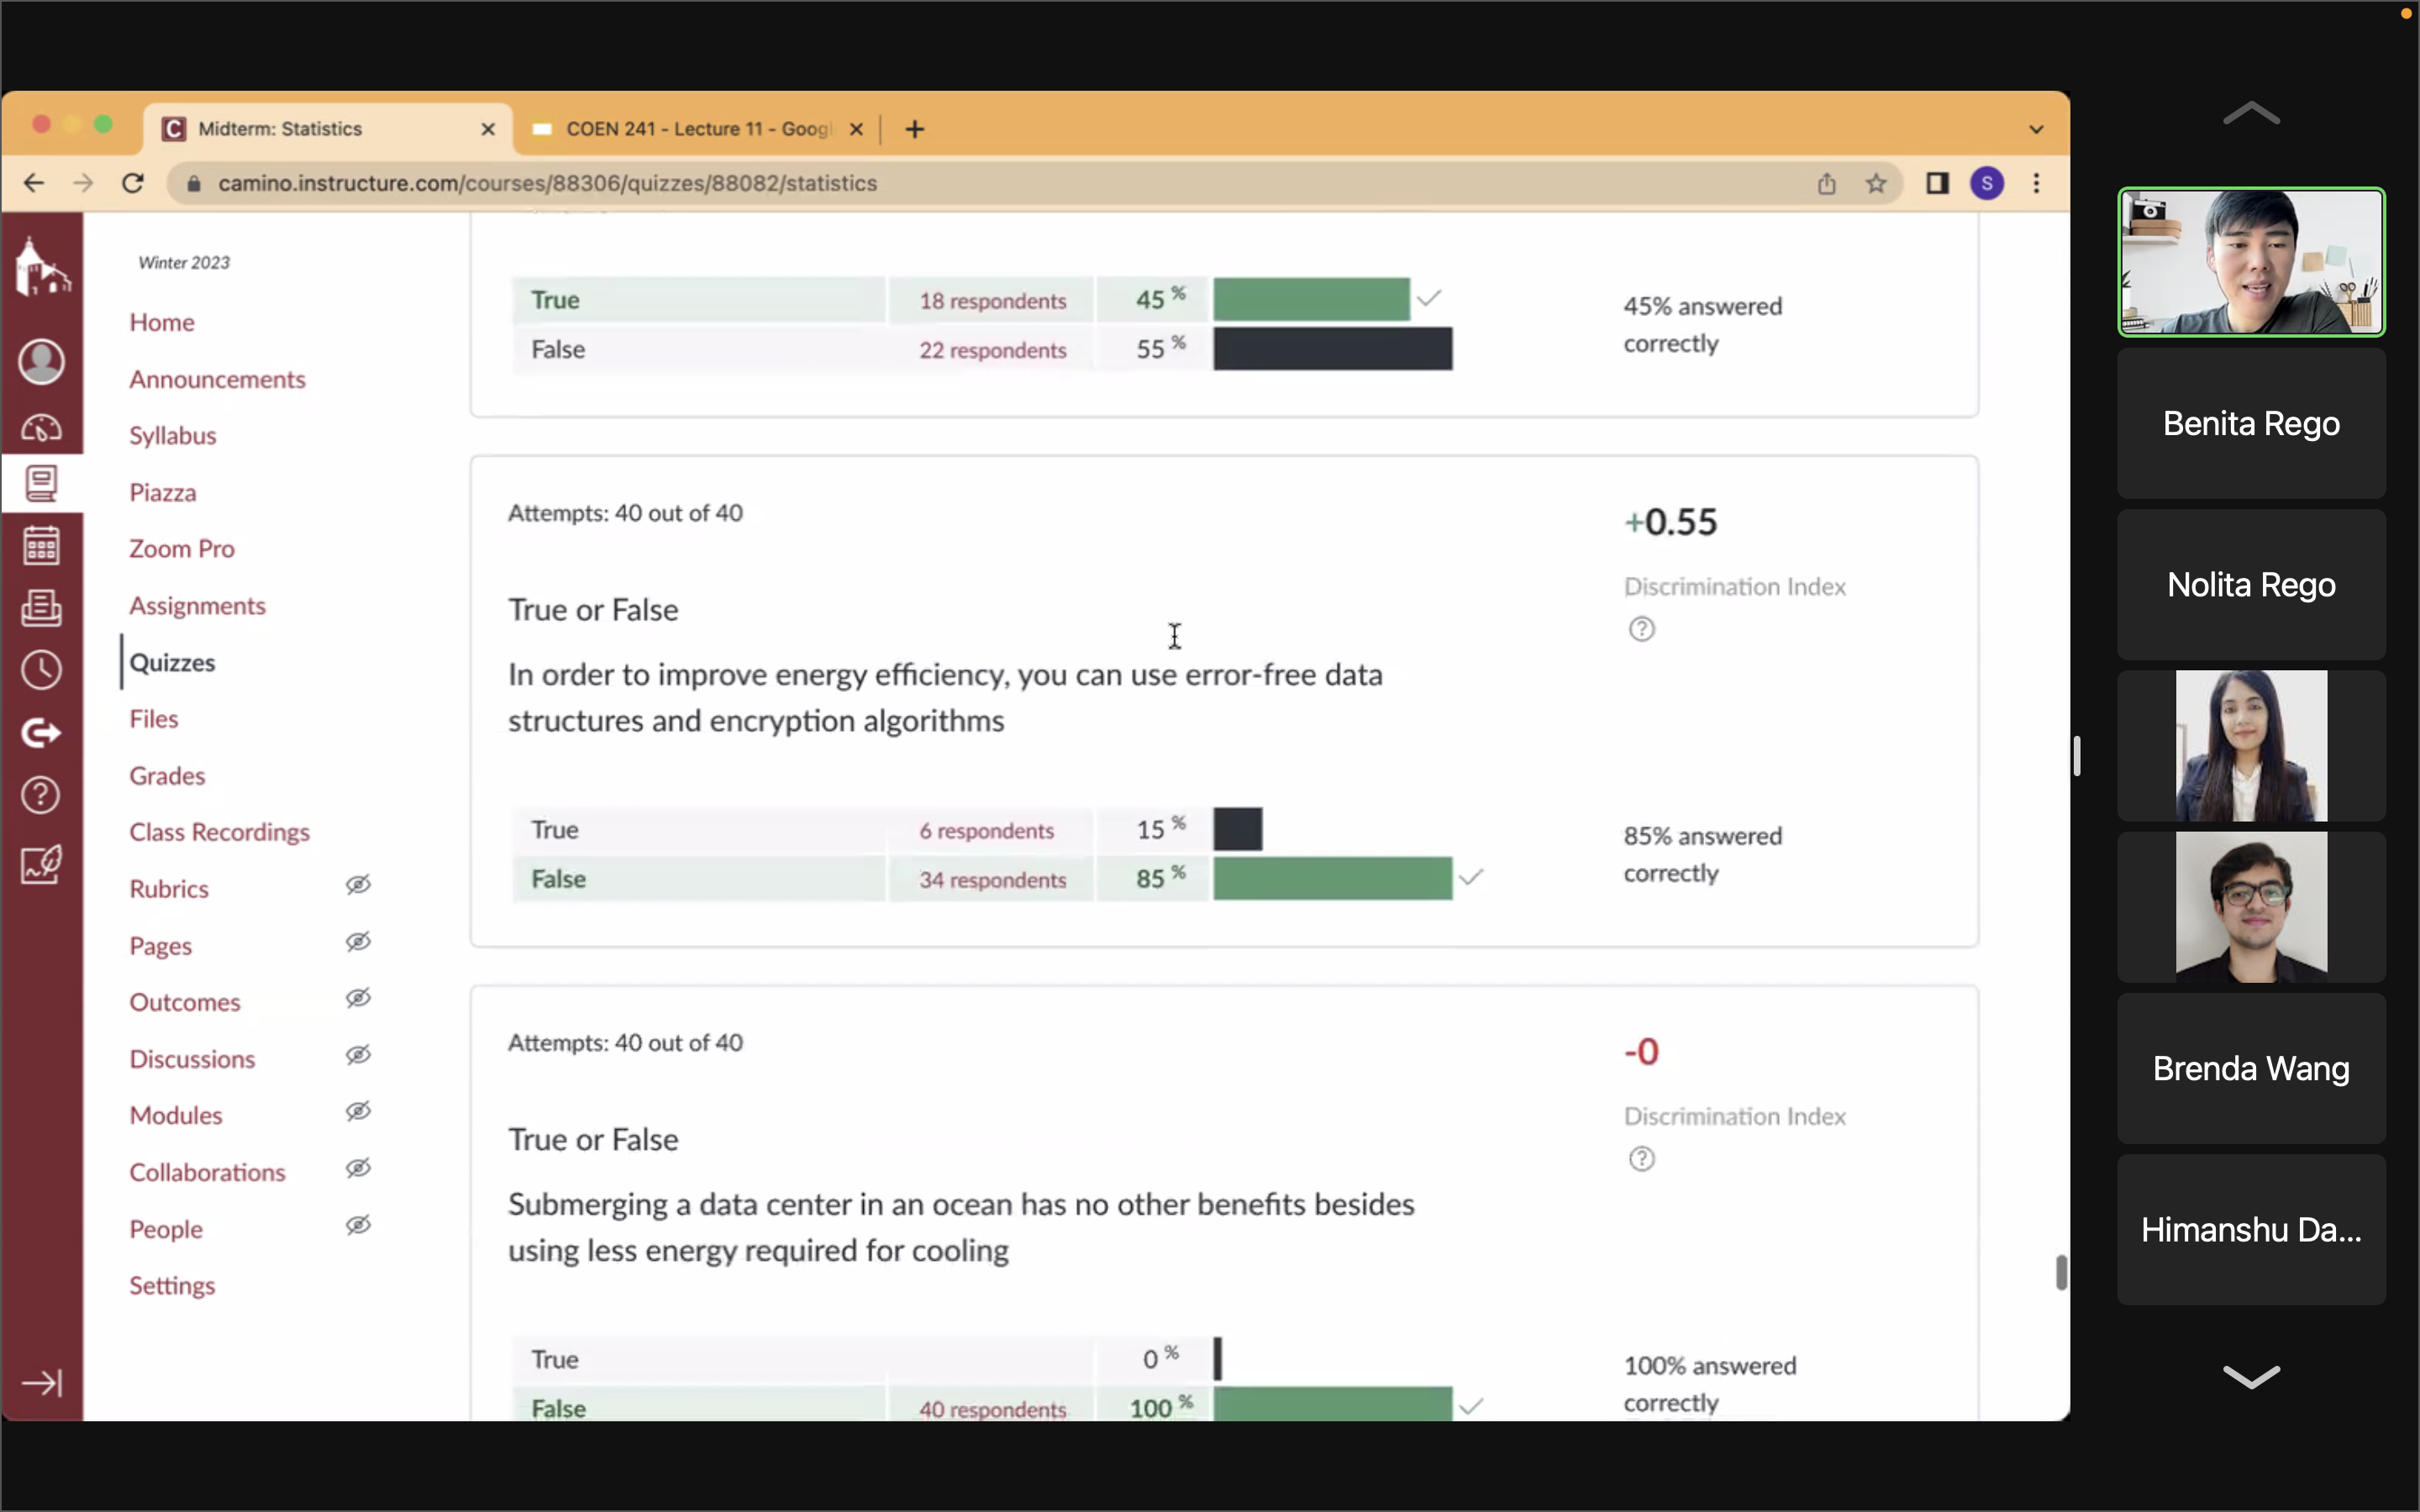 Midterm: Statistics
COEN 241 - Lecture 11 - Googl
camino.instructure.com/courses/88306/quizzes/88082/statistics
S
Winter 2023
Home
Announcements
Syllabus
Piazza
Zoom Pro
Assignments
Quizzes
Files
Grades
Class Recordings
Rubrics
Pages
Outcomes
Discussions
Modules
Collaborations
People
Settings
True 18 respondents 45 %
False 22 respondents 55 %
45% answered
correctly
Attempts: 40 out of 40
+0.55
Discrimination Index
True or False
In order to improve energy efficiency, you can use error-free data
structures and encryption algorithms
True 6 respondents 15 %
False 34 respondents 85 %
85% answered
correctly
Attempts: 40 out of 40
-0
Discrimination Index
True or False
Submerging a data center in an ocean has no other benefits besides
using less energy required for cooling
True 0 %
False 40 respondents 100 %
100% answered
correctly
Benita Rego
Nolita Rego
Brenda Wang
Himanshu Da...